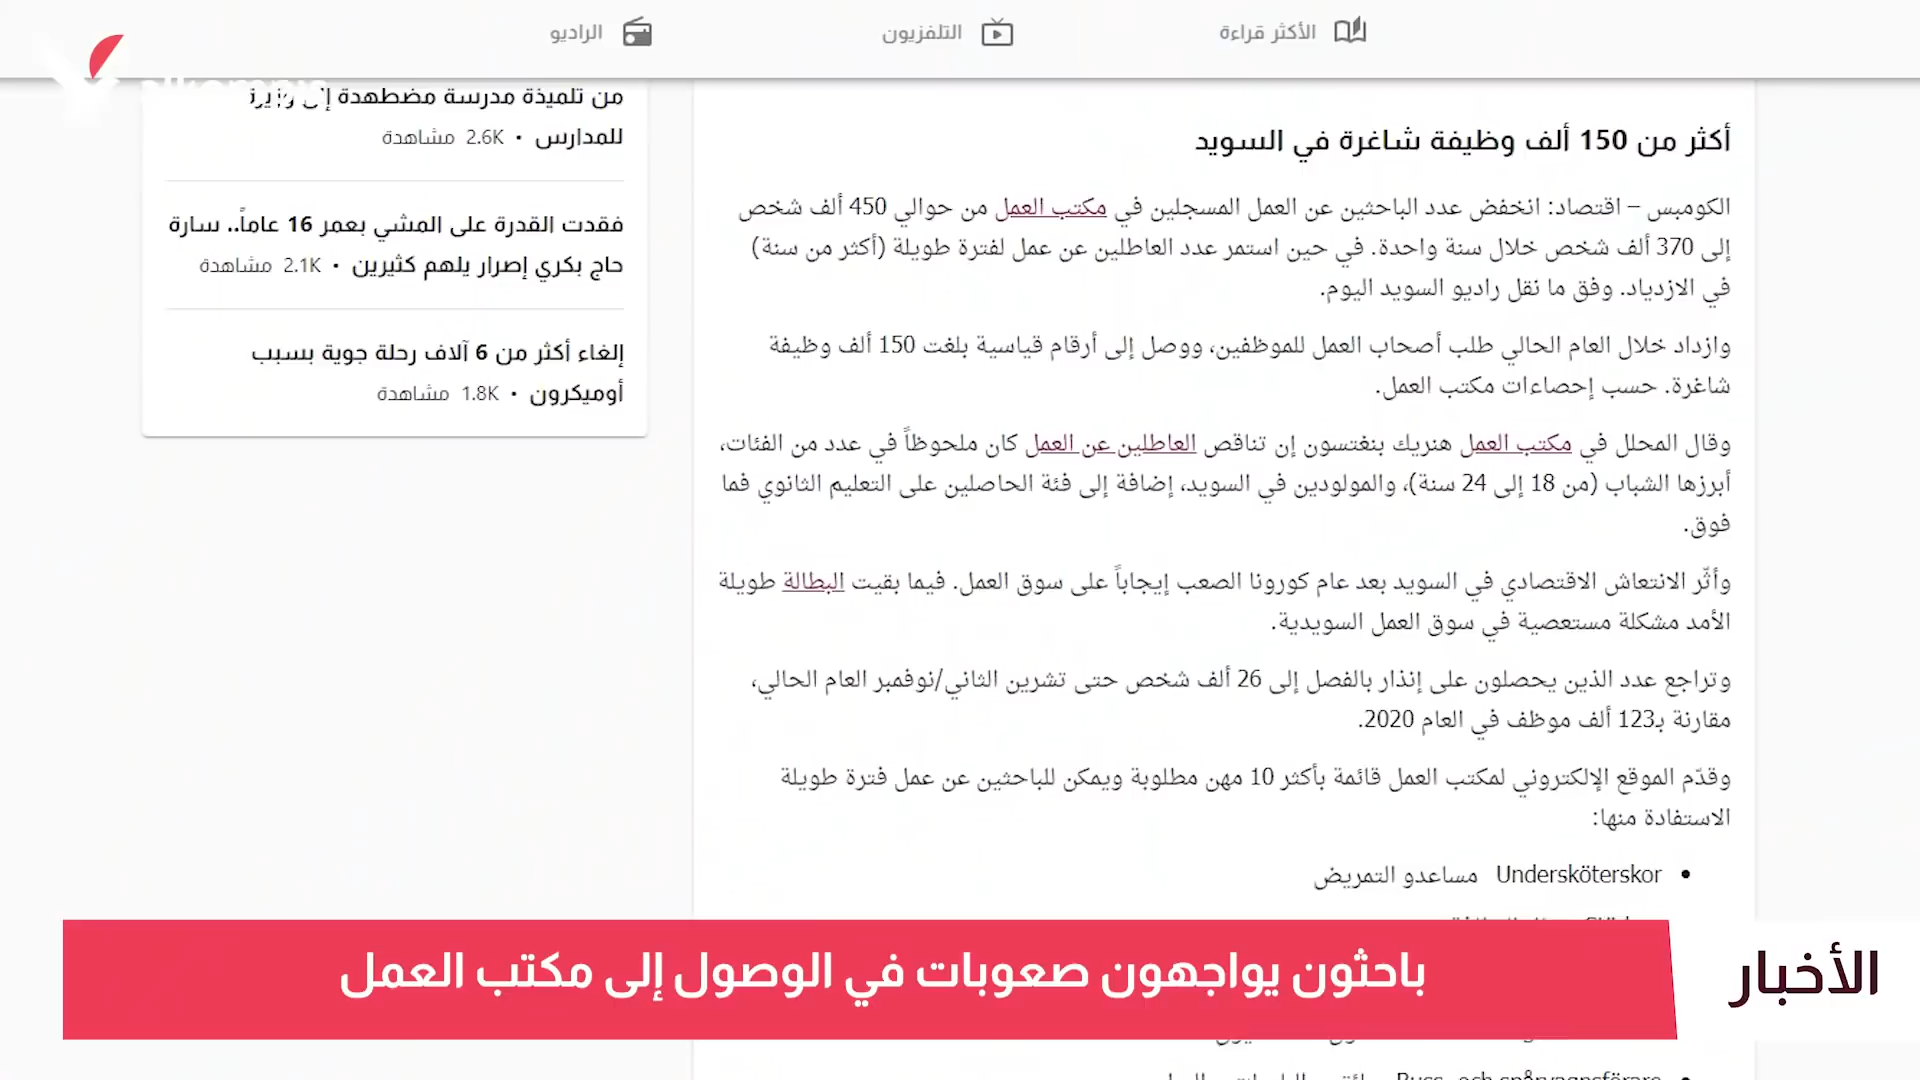 الأكثر قراءة
التلفزيون
الراديو
أكثر من 150 ألف وظيفة شاغرة في السويد
الكومبس – اقتصاد: انخفض عدد الباحثين عن العمل المسجلين في مكتب العمل من حوالي 450 ألف شخص
إلى 370 ألف شخص خلال سنة واحدة. في حين استمر عدد العاطلين عن عمل لفترة طويلة (أكثر من سنة)
في الازدياد. وفق ما نقل راديو السويد اليوم.
وازداد خلال العام الحالي طلب أصحاب العمل للموظفين، ووصل إلى أرقام قياسية بلغت 150 ألف وظيفة
شاغرة. حسب إحصاءات مكتب العمل.
وقال المحلل في مكتب العمل هنريك بنغتسون إن تناقص العاطلين عن العمل كان ملحوظاً في عدد من الفئات،
أبرزها الشباب (من 18 إلى 24 سنة)، والمولودين في السويد، إضافة إلى فئة الحاصلين على التعليم الثانوي فما
فوق.
وأثّر الانتعاش الاقتصادي في السويد بعد عام كورونا الصعب إيجاباً على سوق العمل. فيما بقيت البطالة طويلة
الأمد مشكلة مستعصية في سوق العمل السويدية.
وتراجع عدد الذين يحصلون على إنذار بالفصل إلى 26 ألف شخص حتى تشرين الثاني/نوفمبر العام الحالي،
مقارنة بـ123 ألف موظف في العام 2020.
وقدّم الموقع الإلكتروني لمكتب العمل قائمة بأكثر 10 مهن مطلوبة ويمكن للباحثين عن عمل فترة طويلة
الاستفادة منها:
• Undersköterskor مساعدو التمريض
من تلميذة مدرسة مضطهدة إلى وزيرة
للمدارس • 2.6K مشاهدة
فقدت القدرة على المشي بعمر 16 عاماً.. سارة
حاج بكري إصرار يلهم كثيرين • 2.1K مشاهدة
إلغاء أكثر من 6 آلاف رحلة جوية بسبب
أوميكرون • 1.8K مشاهدة
الأخبار
باحثون يواجهون صعوبات في الوصول إلى مكتب العمل